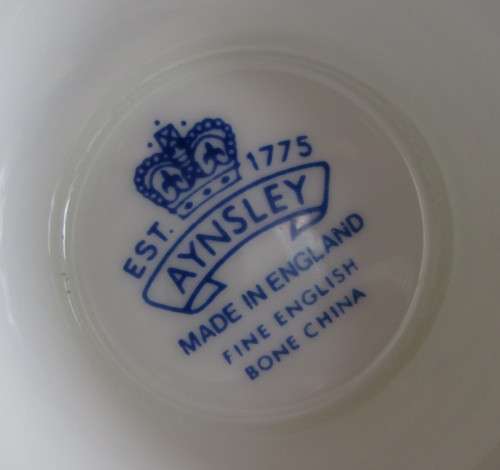 EST. 1775
AYNSLEY
MADE IN ENGLAND
FINE ENGLISH
BONE CHINA